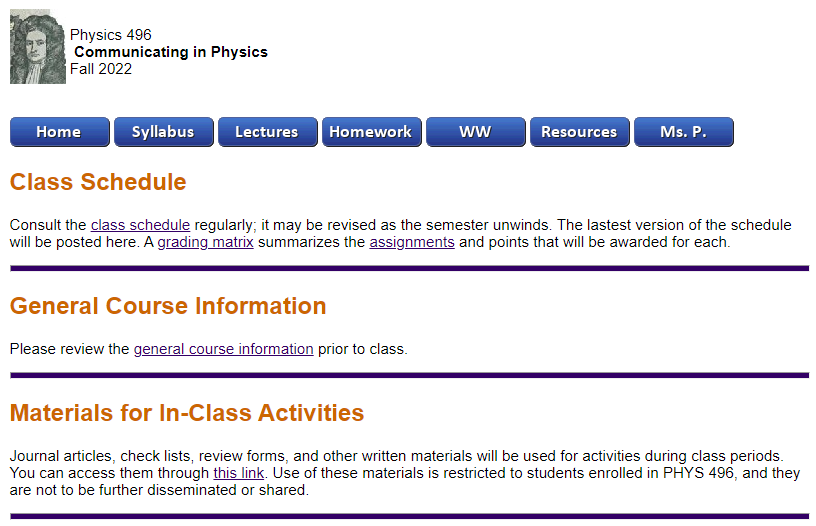 Physics 496
Communicating in Physics
Fall 2022
Home Syllabus Lectures Homework WW Resources Ms. P.
Class Schedule
Consult the class schedule regularly; it may be revised as the semester unwinds. The lastest version of the schedule
will be posted here. A grading matrix summarizes the assignments and points that will be awarded for each.
General Course Information
Please review the general course information prior to class.
Materials for In-Class Activities
Journal articles, check lists, review forms, and other written materials will be used for activities during class periods.
You can access them through this link. Use of these materials is restricted to students enrolled in PHYS 496, and they
are not to be further disseminated or shared.